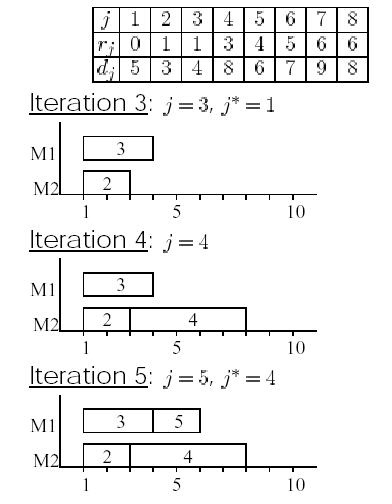 j 1 2 3 4 5 6 7 8
rj 0 1 1 3 4 5 6 6
dj 5 3 4 8 6 7 9 8
Iteration 3: j = 3, j* = 1
M1 3
M2 2
1 5 10
Iteration 4: j = 4
M1 3
M2 2 4
1 5 10
Iteration 5: j = 5, j* = 4
M1 3 5
M2 2 4
1 5 10